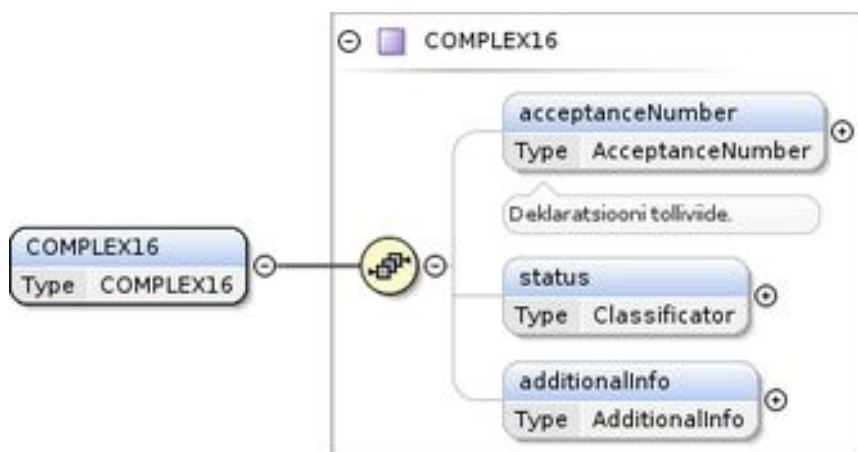 COMPLEX16
acceptanceNumber
Type AcceptanceNumber
Deklaratsiooni tolliviide.
COMPLEX16
Type COMPLEX16
status
Type Classificator
additionalInfo
Type AdditionalInfo